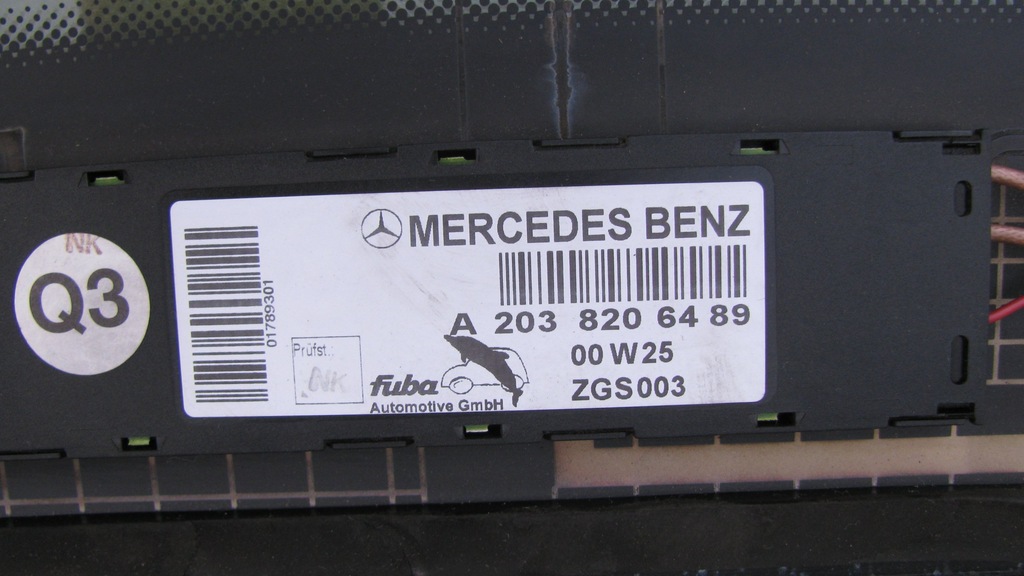 NK
Q3
MERCEDES BENZ
01789301
A 203 820 64 89
00 W25
ZGS003
Prüfst.:
NK
fuba
Automotive GmbH